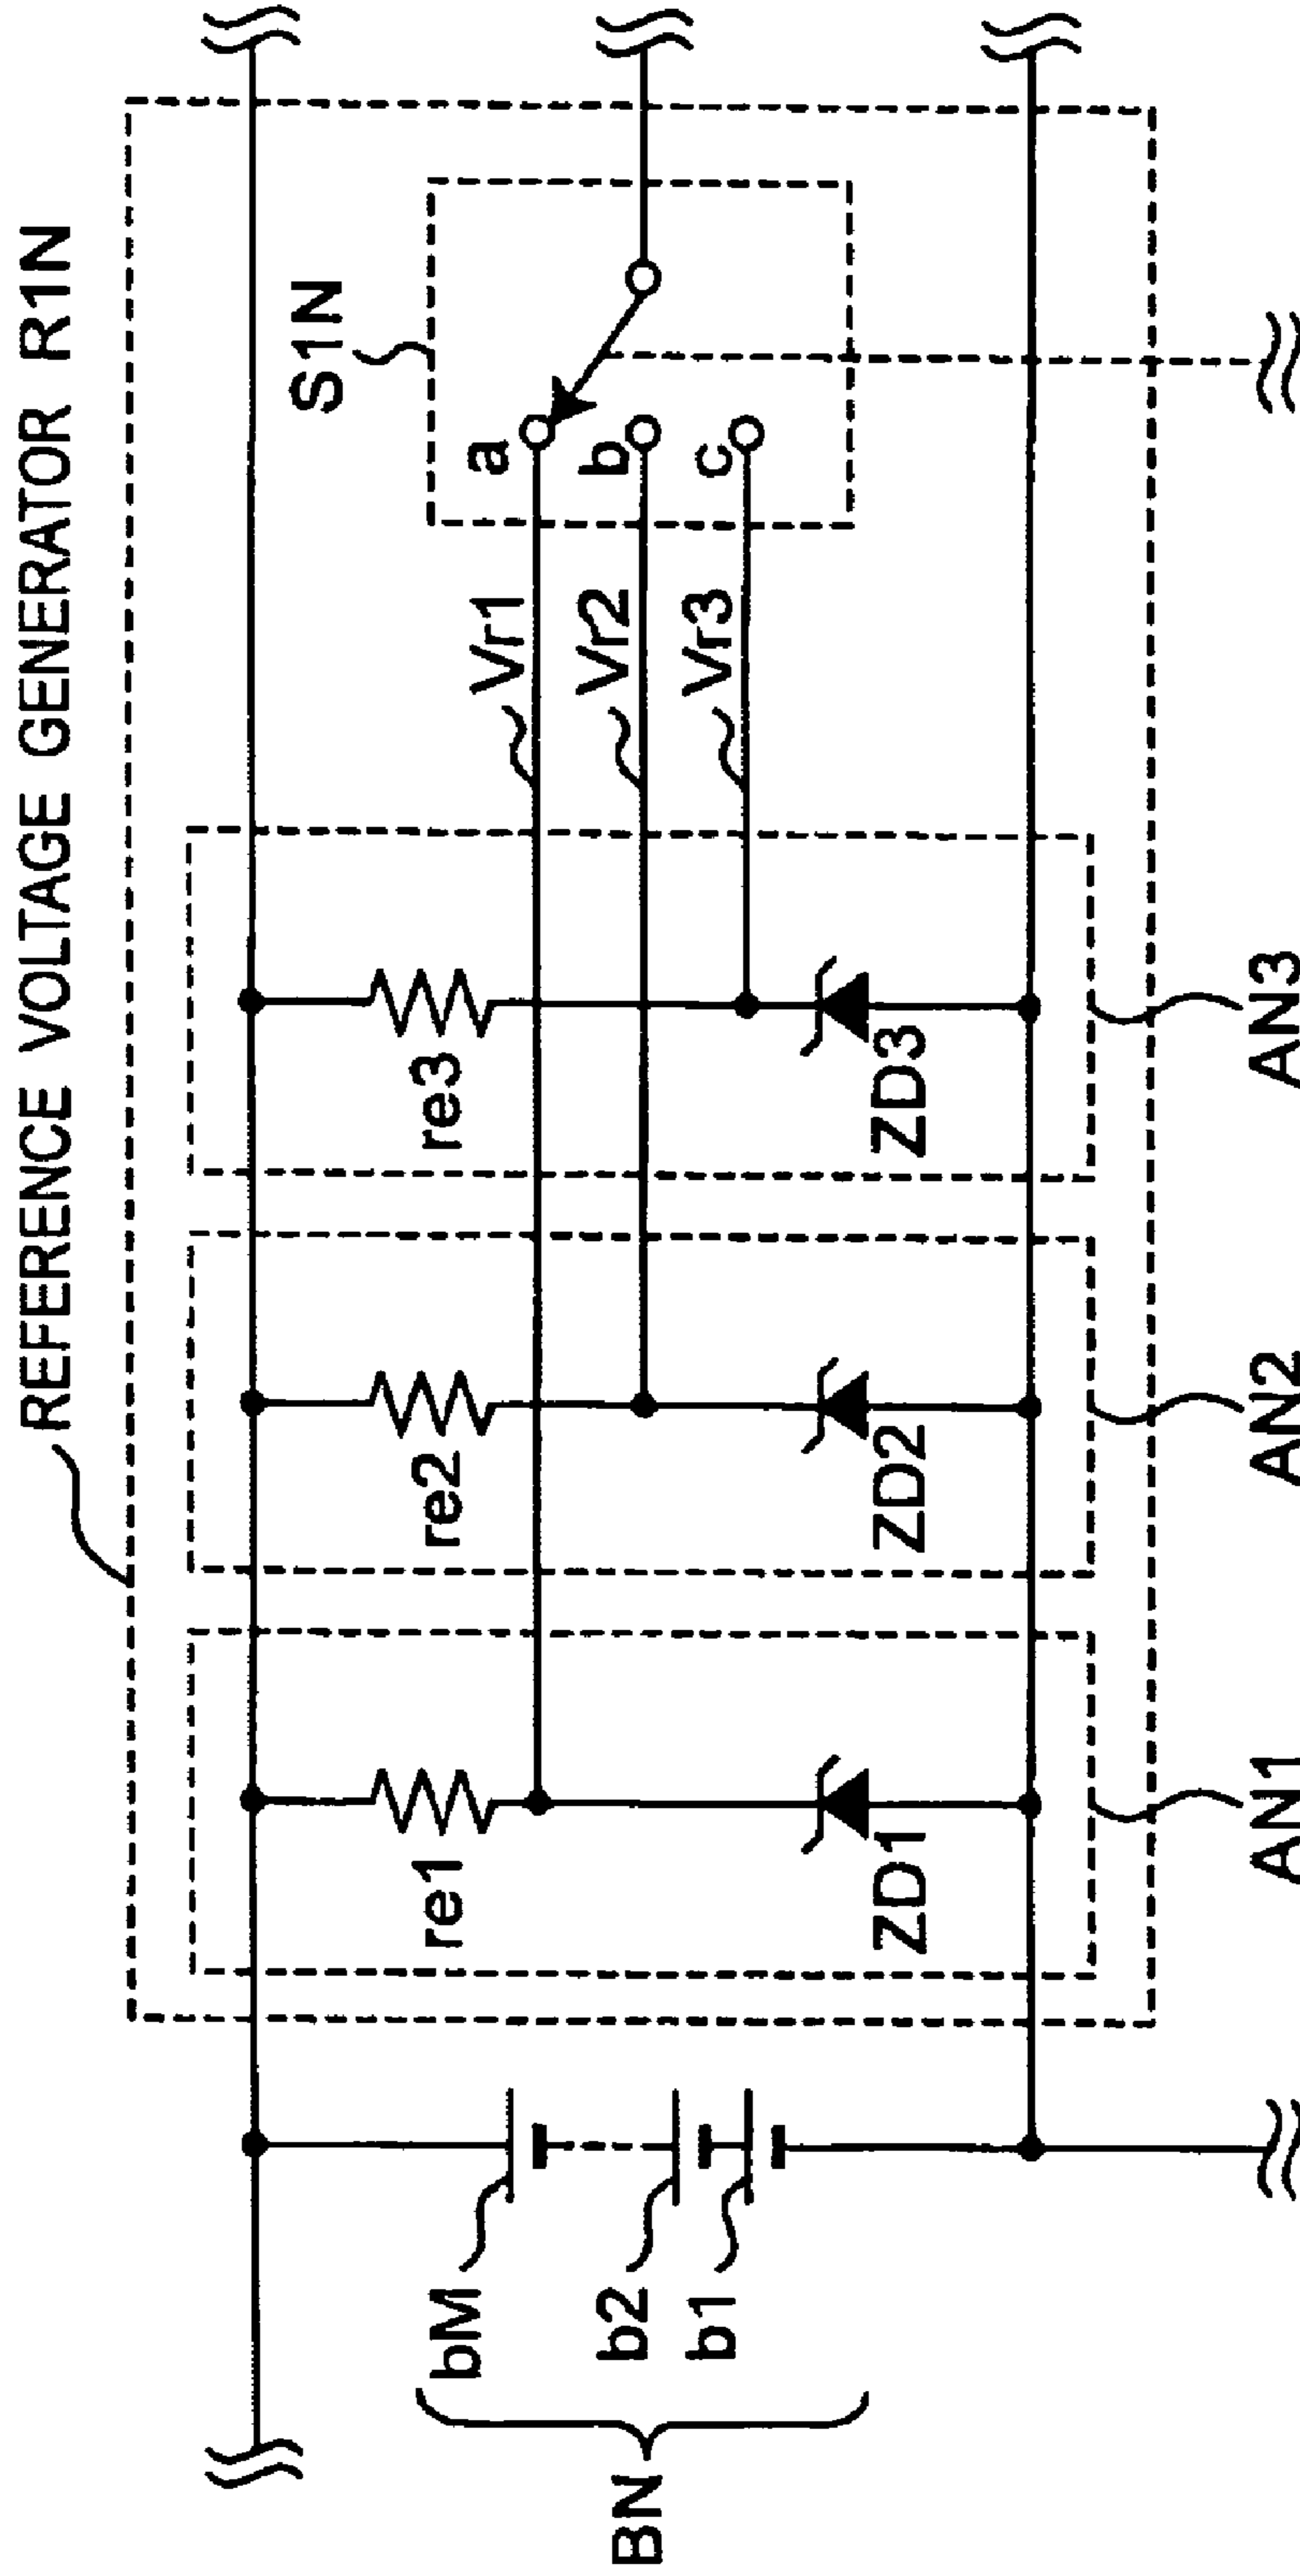 REFERENCE VOLTAGE GENERATOR R1N
S1N
a
b
c
Vr1
Vr2
Vr3
re1
re2
re3
bM
b2
b1
BN
ZD1
ZD2
ZD3
AN1
AN2
AN3